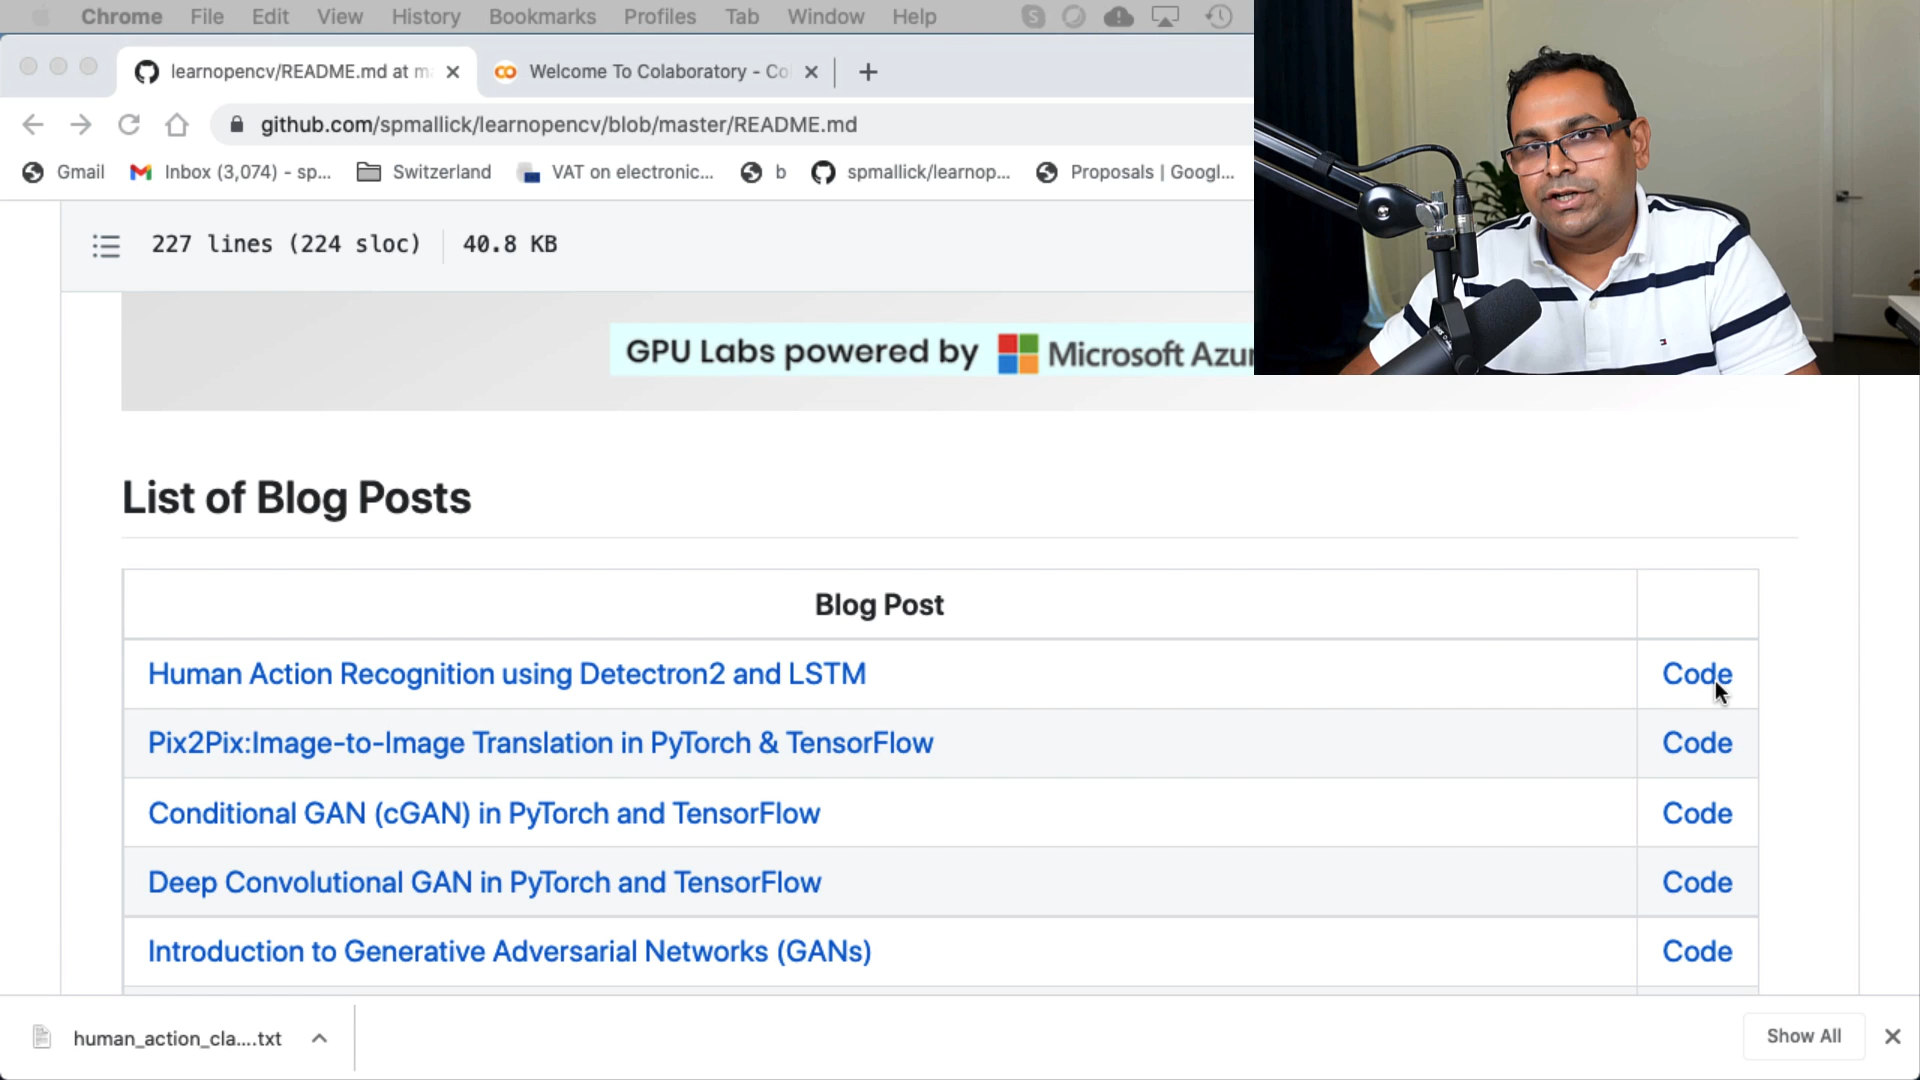 Chrome File Edit View History Bookmarks Profiles Tab Window Help
learnopencv/README.md at m
Welcome To Colaboratory - Co
github.com/spmallick/learnopencv/blob/master/README.md
Gmail Inbox (3,074) - sp... Switzerland VAT on electronic... b spmallick/learnop... Proposals | Googl...
227 lines (224 sloc) 40.8 KB
GPU Labs powered by Microsoft Azu
List of Blog Posts
Blog Post
Human Action Recognition using Detectron2 and LSTM Code
Pix2Pix:Image-to-Image Translation in PyTorch & TensorFlow Code
Conditional GAN (cGAN) in PyTorch and TensorFlow Code
Deep Convolutional GAN in PyTorch and TensorFlow Code
Introduction to Generative Adversarial Networks (GANs) Code
human_action_cla....txt
Show All